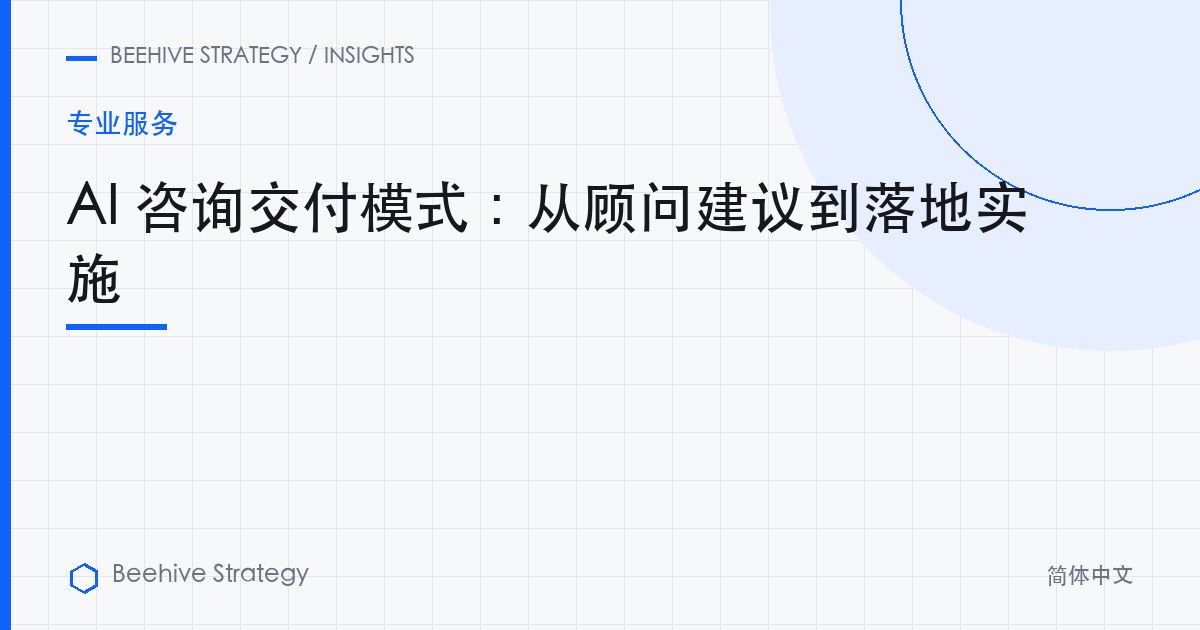 BEEHIVE STRATEGY / INSIGHTS
专业服务
AI 咨询交付模式：从顾问建议到落地实
施
Beehive Strategy
简体中文